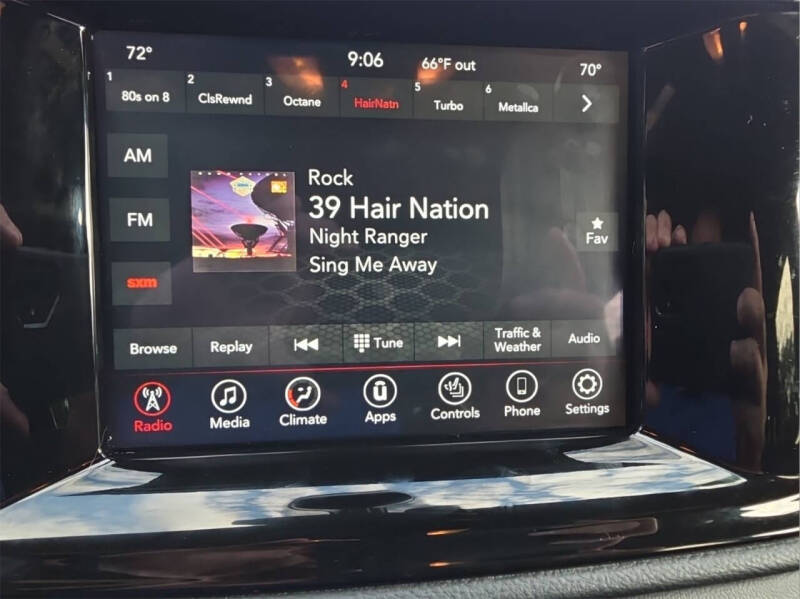 72° 9:06 66°F out 70°
1 80s on 8 2 ClsRewnd 3 Octane 4 HairNatn 5 Turbo 6 Metallca
AM
FM
sxm
Rock
39 Hair Nation
Night Ranger
Sing Me Away
Fav
Browse Replay Tune Traffic & Weather Audio
Radio Media Climate Apps Controls Phone Settings